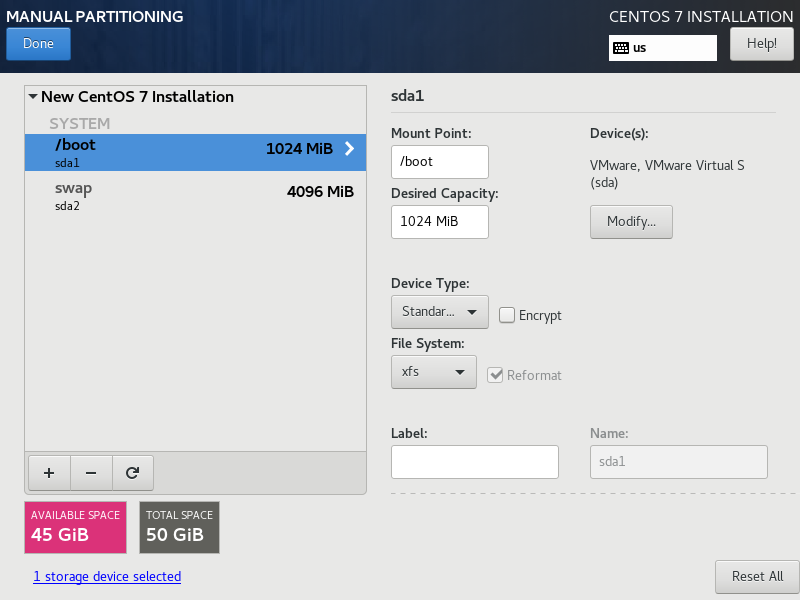 MANUAL PARTITIONING
CENTOS 7 INSTALLATION
Done
us
Help!
New CentOS 7 Installation
SYSTEM
/boot
1024 MiB
sda1
swap
4096 MiB
sda2
AVAILABLE SPACE
45 GiB
TOTAL SPACE
50 GiB
1 storage device selected
sda1
Mount Point:
/boot
Desired Capacity:
1024 MiB
Device(s):
VMware, VMware Virtual S
(sda)
Modify...
Device Type:
Standar...
Encrypt
File System:
xfs
Reformat
Label:
Name:
sda1
Reset All